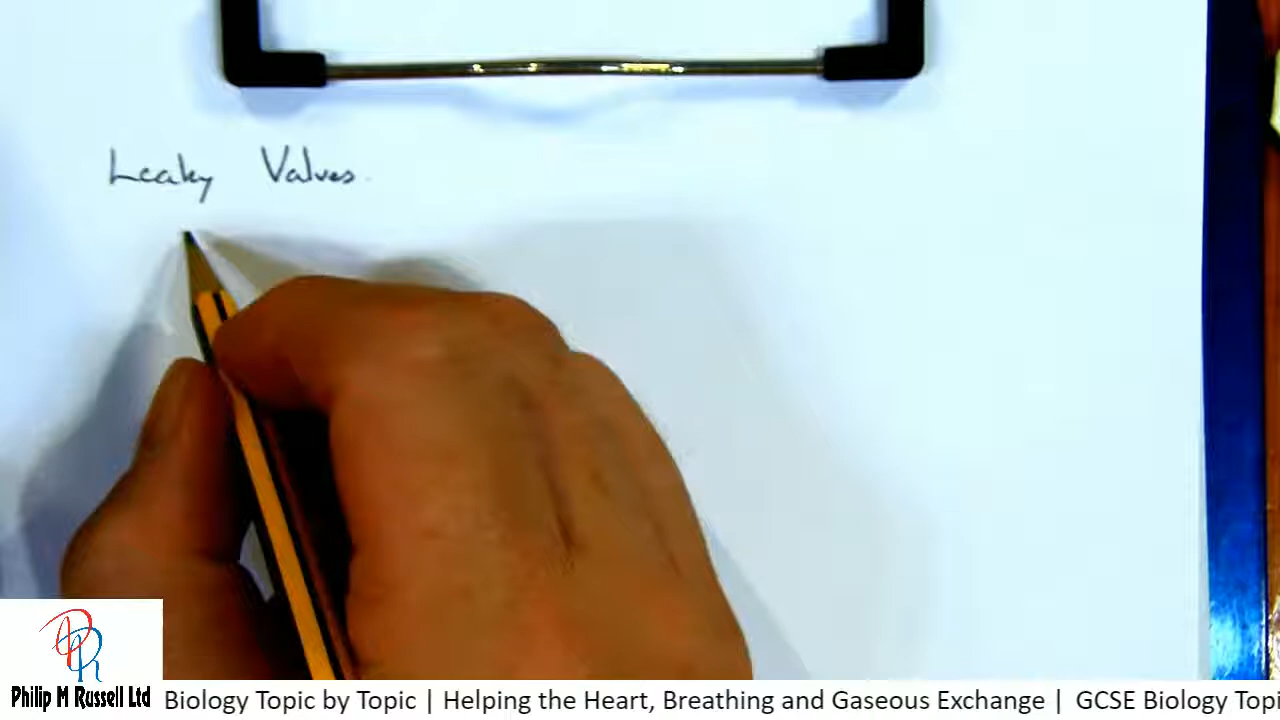 Leaky Valves.
Philip M Russell Ltd
Biology Topic by Topic | Helping the Heart, Breathing and Gaseous Exchange | GCSE Biology Topi